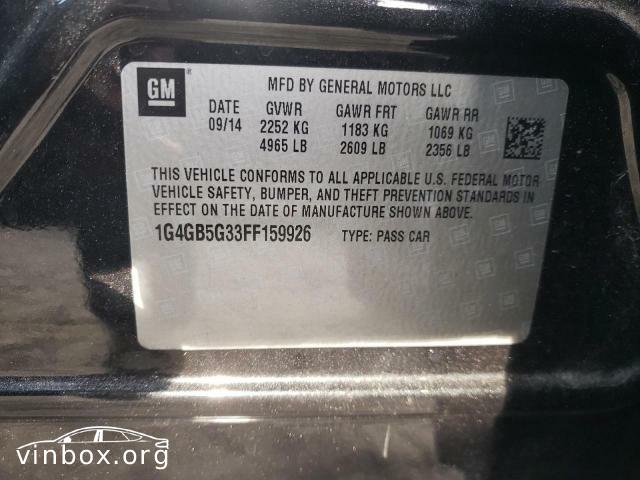 GM
MFD BY GENERAL MOTORS LLC
DATE GVWR GAWR FRT GAWR RR
09/14 2252 KG 1183 KG 1069 KG
4965 LB 2609 LB 2356 LB
THIS VEHICLE CONFORMS TO ALL APPLICABLE U.S. FEDERAL MOTOR
VEHICLE SAFETY, BUMPER, AND THEFT PREVENTION STANDARDS IN
EFFECT ON THE DATE OF MANUFACTURE SHOWN ABOVE.
1G4GB5G33FF159926 TYPE: PASS CAR
vinbox.org